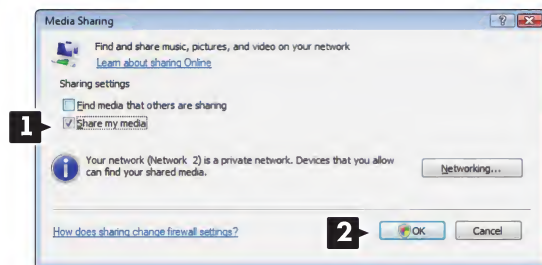 Media Sharing
Find and share music, pictures, and video on your network
Learn about sharing Online
Sharing settings
Find media that others are sharing
1
Share my media
Your network (Network 2) is a private network. Devices that you allow
can find your shared media.
Networking...
How does sharing change firewall settings?
2
OK
Cancel